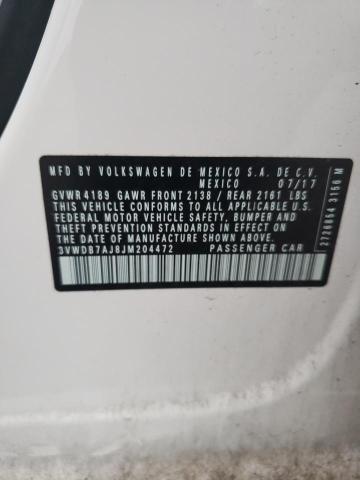 MFD BY VOLKSWAGEN DE MEXICO S.A. DE C.V.
MEXICO 07/17
GVWR 4189 GAWR FRONT 2138 / REAR 2161 LBS
THIS VEHICLE CONFORMS TO ALL APPLICABLE U.S.
FEDERAL MOTOR VEHICLE SAFETY, BUMPER AND
THEFT PREVENTION STANDARDS IN EFFECT ON
THE DATE OF MANUFACTURE SHOWN ABOVE
3VWDB7AJ8JM204472 PASSENGER CAR
2726854 3156 M